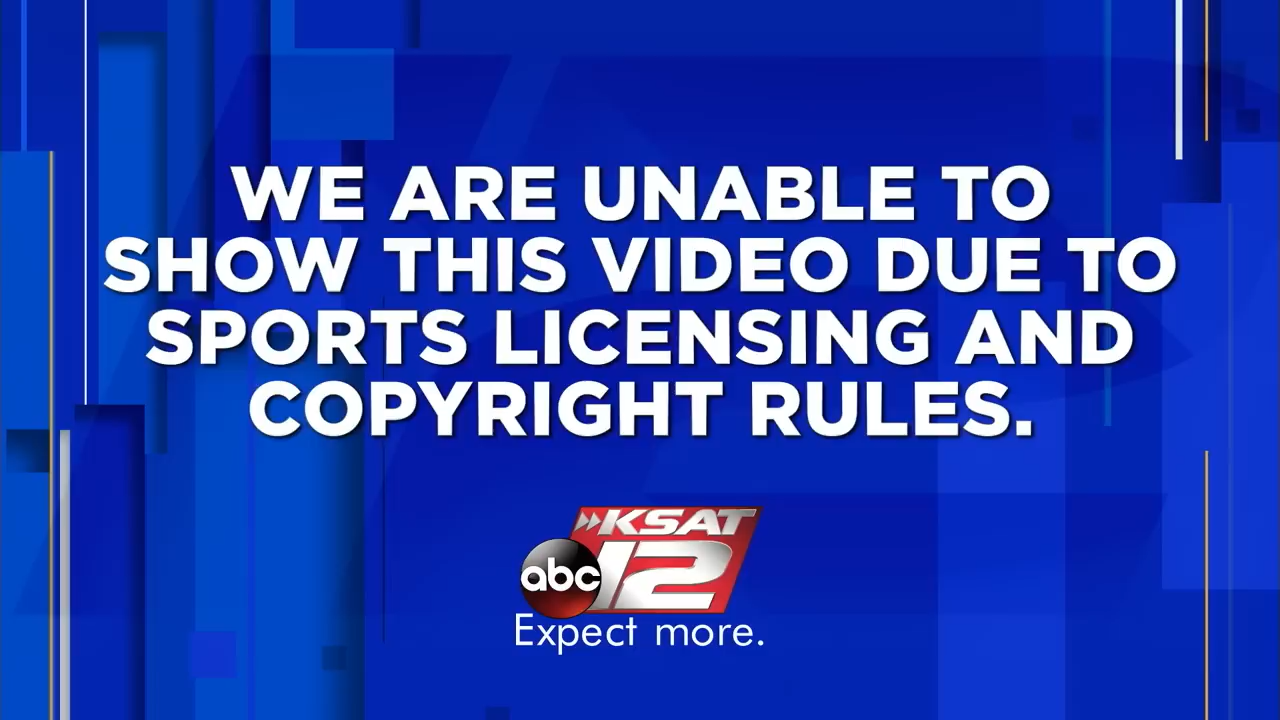 WE ARE UNABLE TO
SHOW THIS VIDEO DUE TO
SPORTS LICENSING AND
COPYRIGHT RULES.
KSAT
abc 12
Expect more.